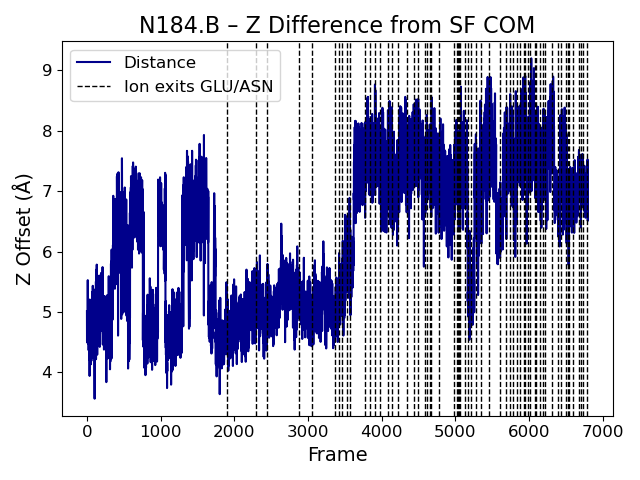 N184.B – Z Difference from SF COM
Distance
Ion exits GLU/ASN
Z Offset (Å)
9
8
7
6
5
4
0 1000 2000 3000 4000 5000 6000 7000
Frame